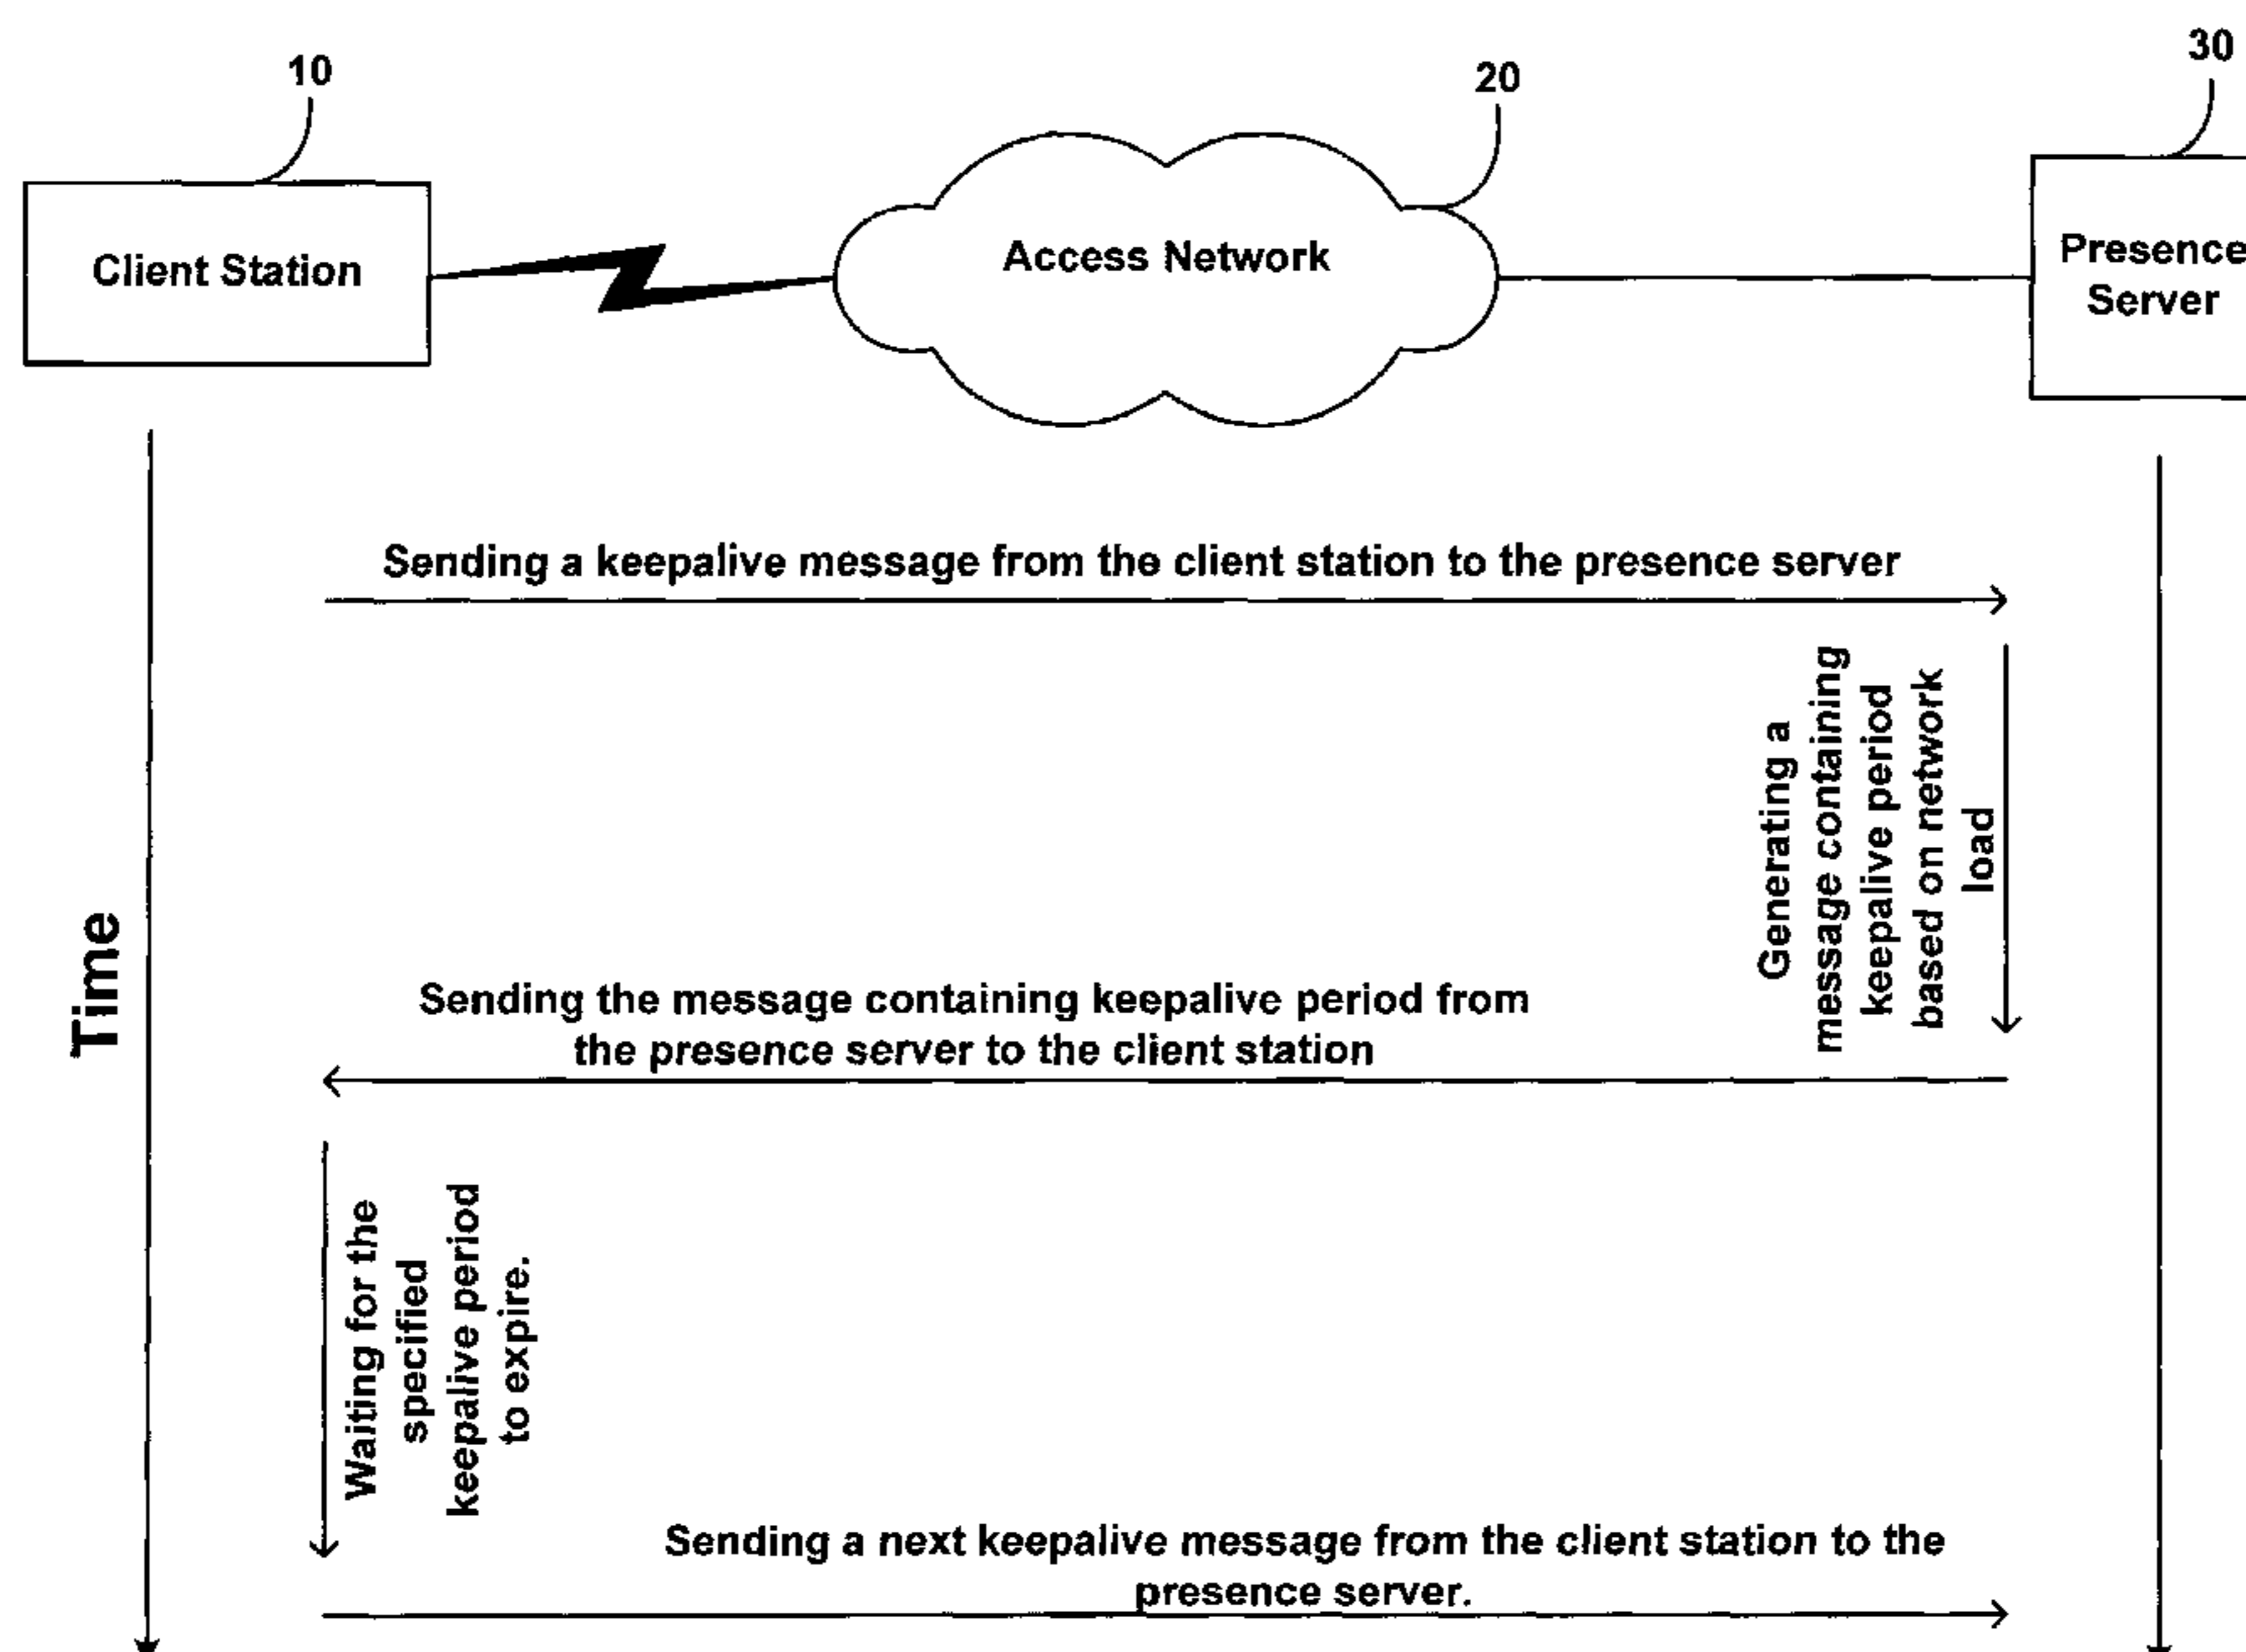 10
20
30
Client Station
Access Network
Presence
Server
Sending a keepalive message from the client station to the presence server
Generating a
message containing
keepalive period
based on network
load
Time
Sending the message containing keepalive period from
the presence server to the client station
Waiting for the
specified
keepalive period
to expire.
Sending a next keepalive message from the client station to the
presence server.